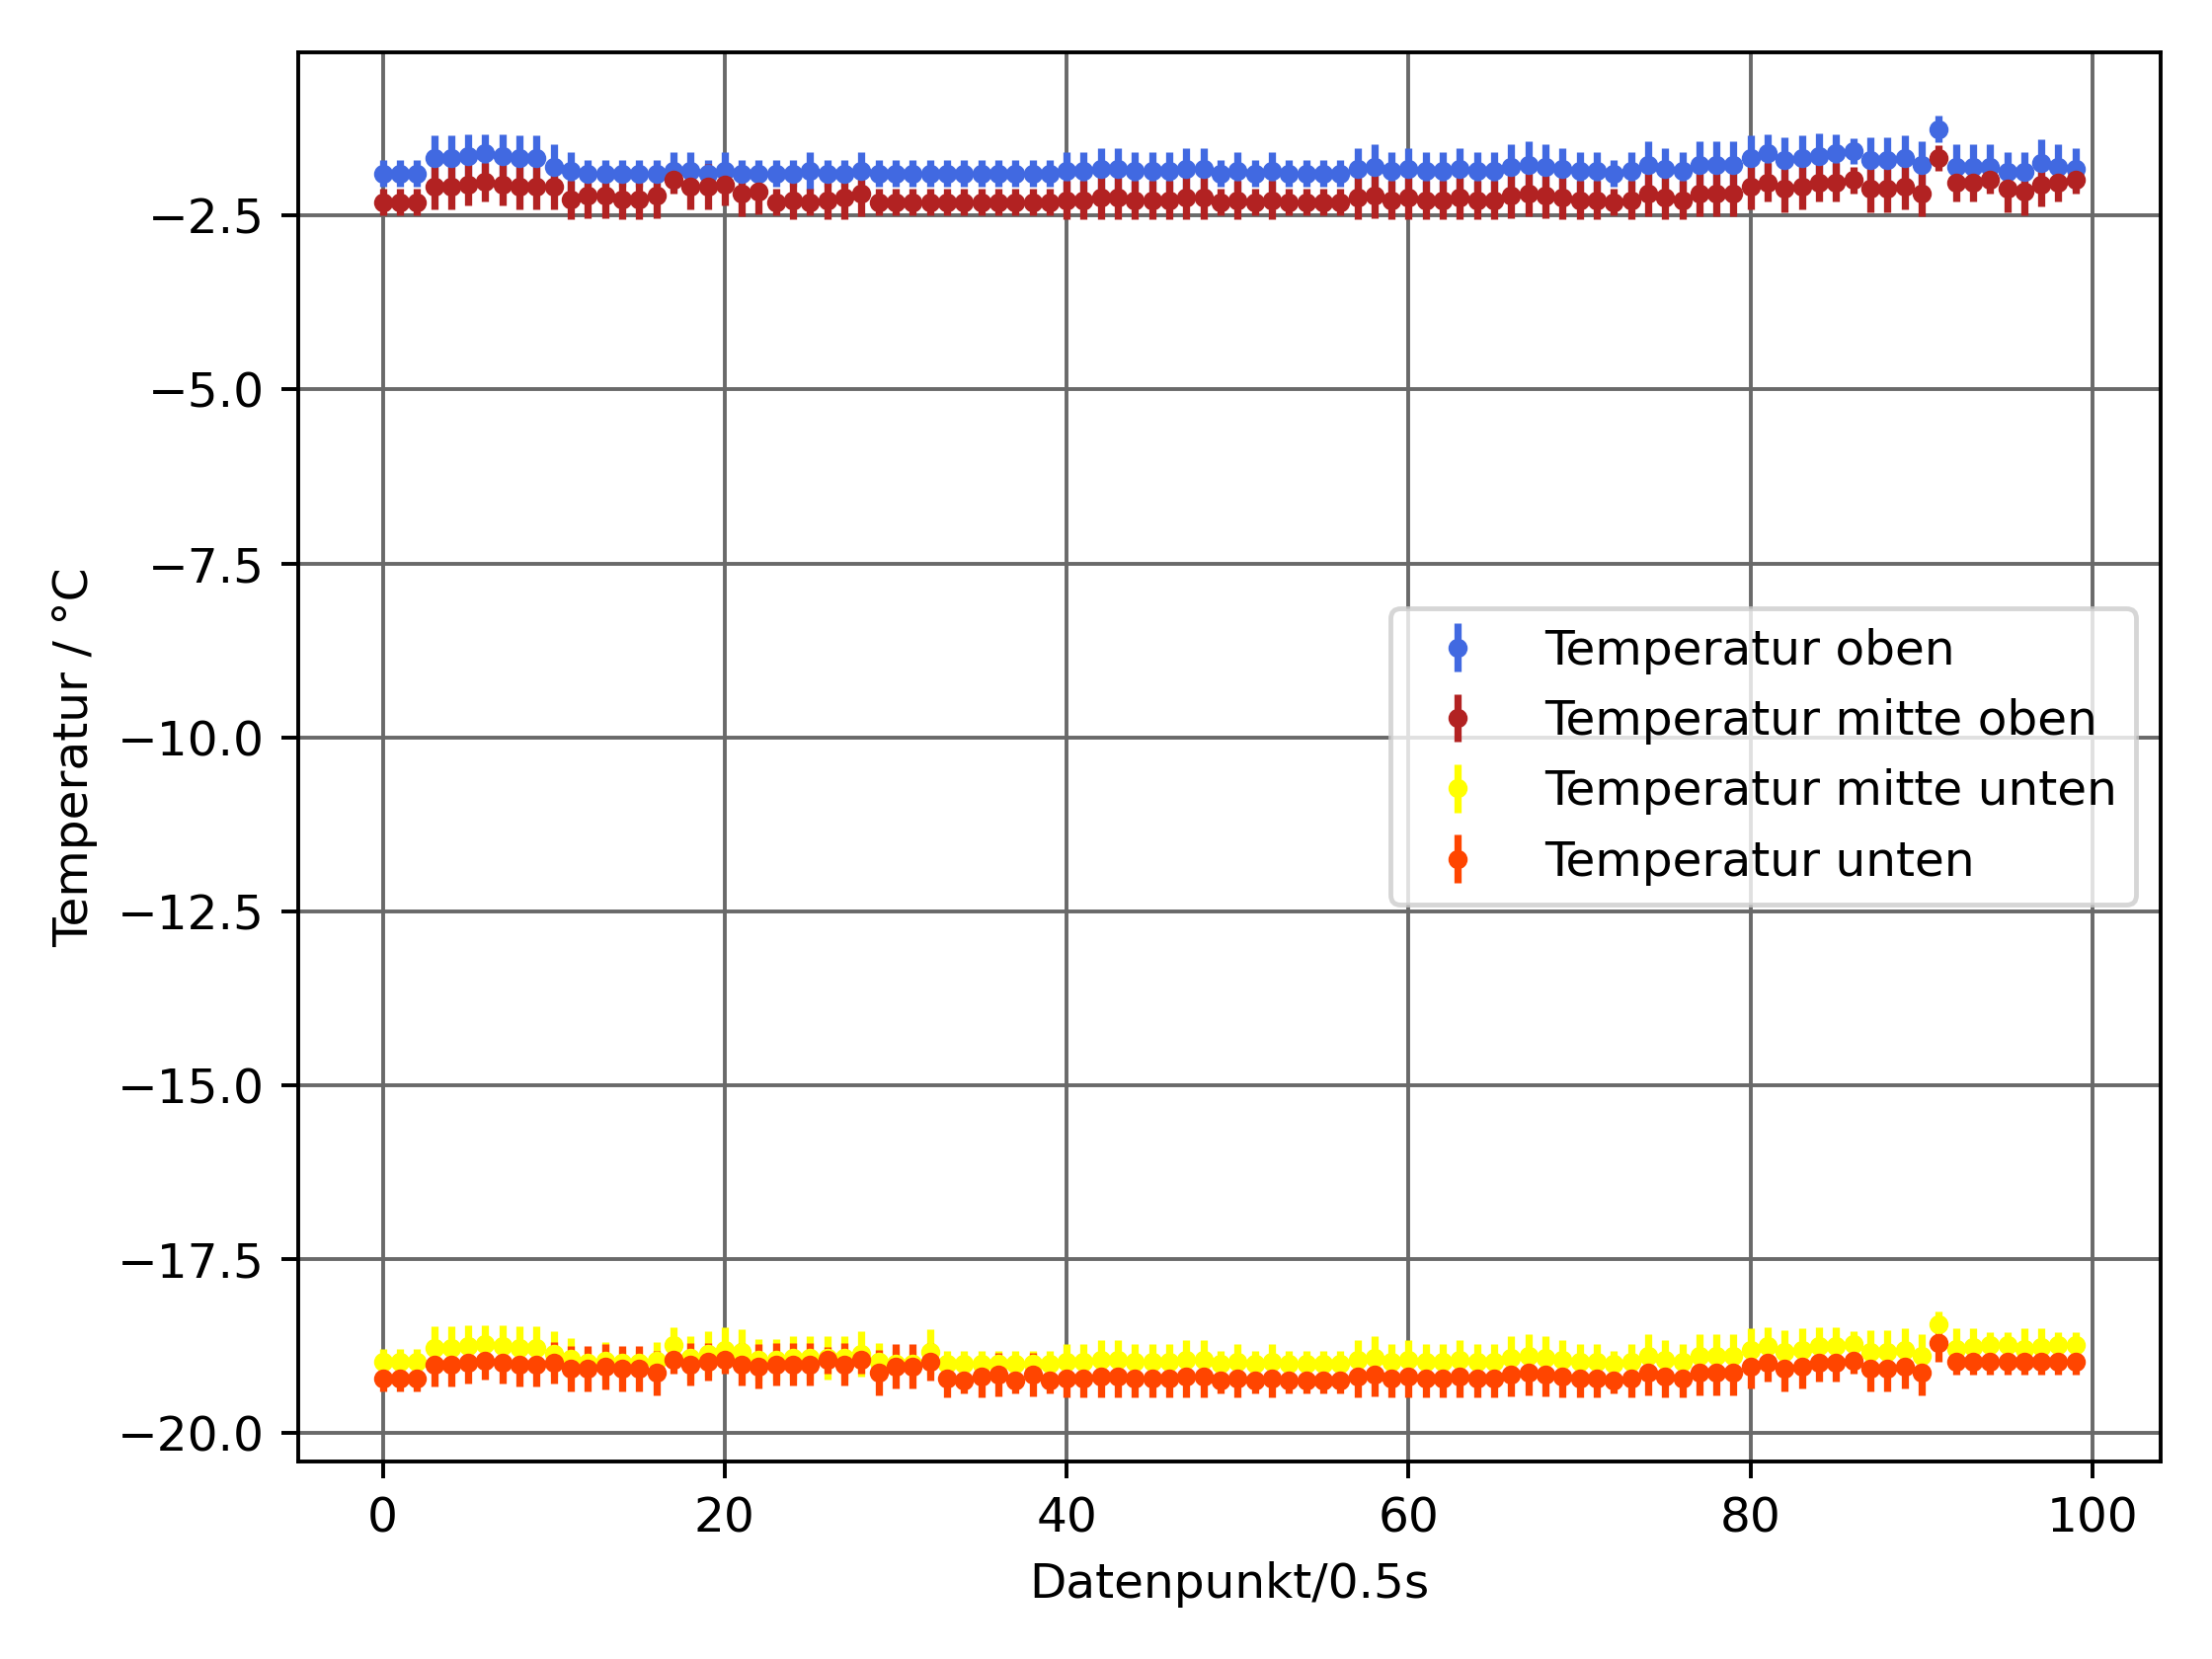 −2.5
−5.0
−7.5
−10.0
−12.5
−15.0
−17.5
−20.0
Temperatur / °C
Temperatur oben
Temperatur mitte oben
Temperatur mitte unten
Temperatur unten
0 20 40 60 80 100
Datenpunkt/0.5s